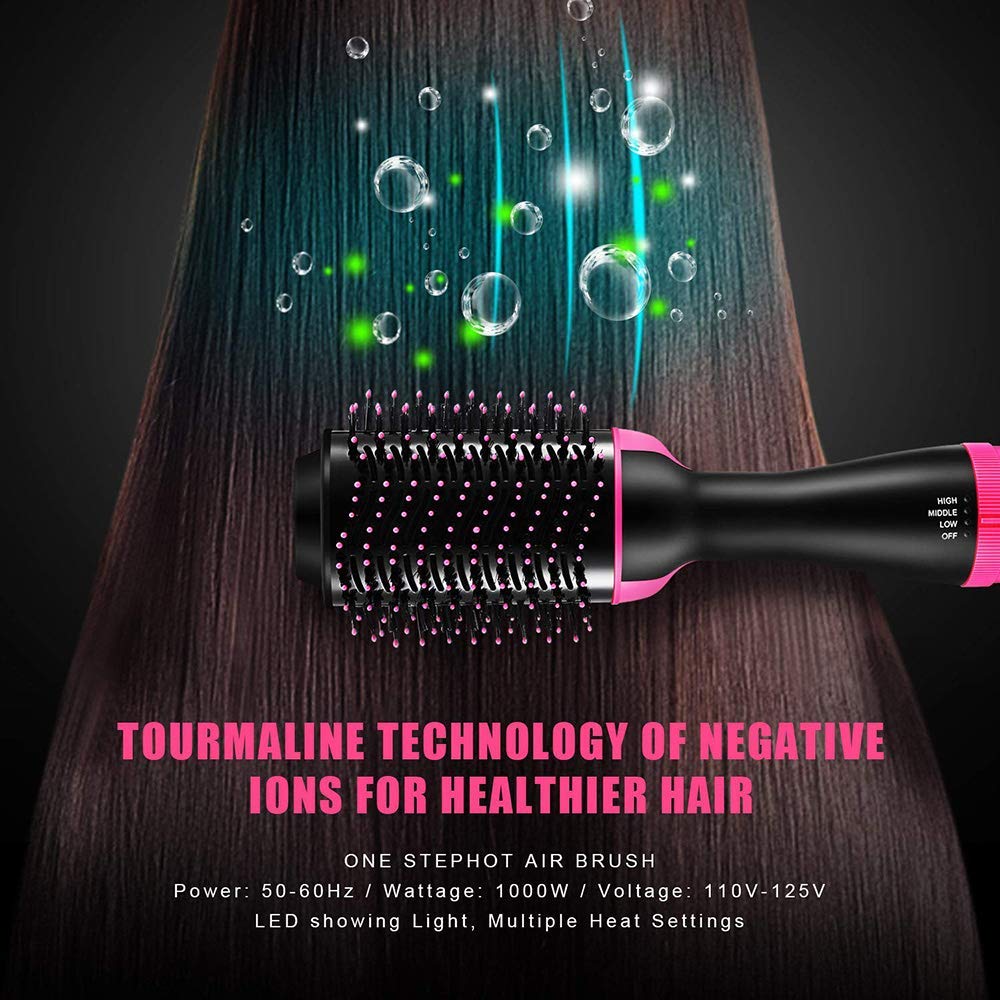 HIGH
MIDDLE
LOW
OFF
TOURMALINE TECHNOLOGY OF NEGATIVE
IONS FOR HEALTHIER HAIR
ONE STEPHOT AIR BRUSH
Power: 50-60Hz / Wattage: 1000W / Voltage: 110V-125V
LED showing Light, Multiple Heat Settings